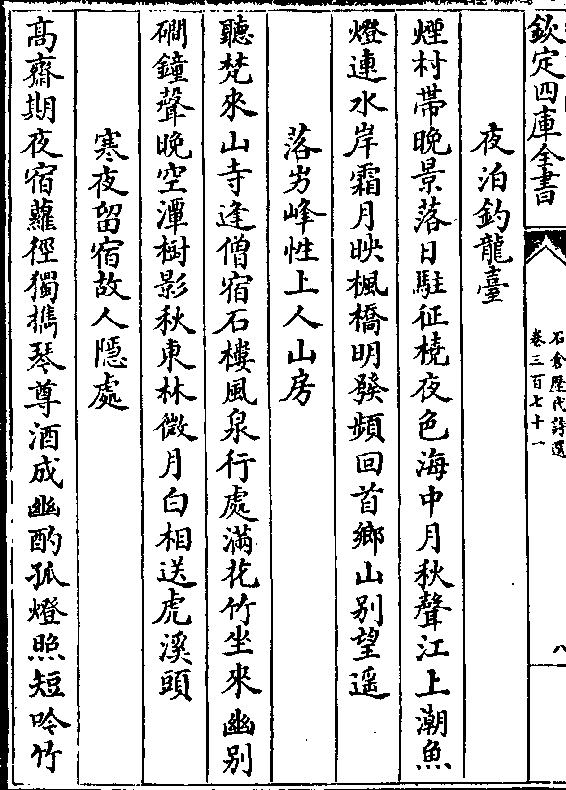 欽定四庫全書
石倉歷代詩選
卷三百七十一
八
夜泊釣龍臺
煙村帶晚景落日駐征橈夜色海中月秋聲江上潮魚
燈連水岸霜月映楓橋明發頻回首鄉山别望遥
落岃峰性上人山房
聽梵來山寺逢僧宿石樓風泉行處滿花竹坐來幽别
磵鐘聲晚空潭樹影秋東林微月白相送虎溪頭
寒夜留宿故人隱處
高齋期夜宿蘿徑獨擕琴尊酒成幽酌孤燈照短吟竹